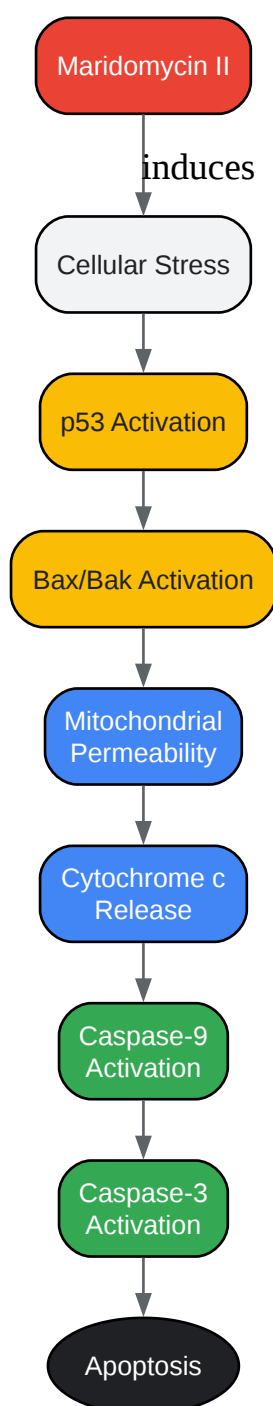 Maridomycin II
induces
Cellular Stress
p53 Activation
Bax/Bak Activation
Mitochondrial
Permeability
Cytochrome c
Release
Caspase-9
Activation
Caspase-3
Activation
Apoptosis